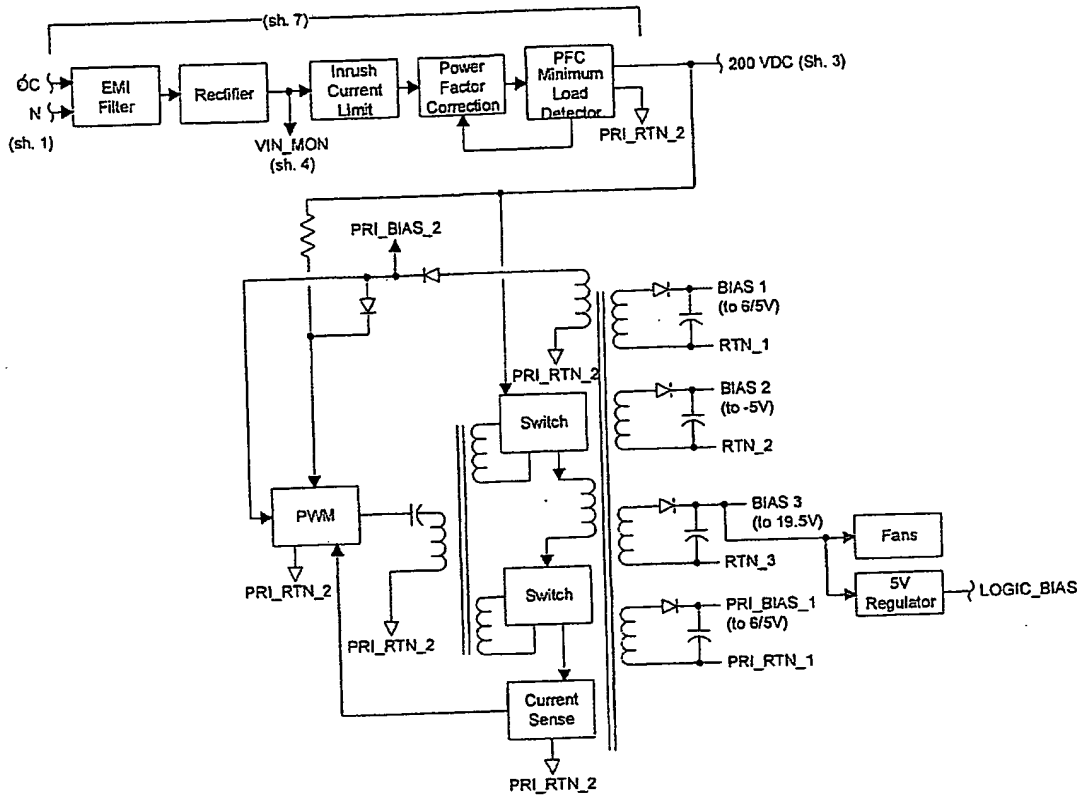 (sh. 7)
ØC
N
(sh. 1)
EMI
Filter
Rectifier
Inrush
Current
Limit
Power
Factor
Correction
PFC
Minimum
Load
Detector
200 VDC (Sh. 3)
PRI_RTN_2
VIN_MON
(sh. 4)
PRI_BIAS_2
PRI_RTN_2
BIAS 1
(to 6/5V)
RTN_1
Switch
BIAS 2
(to -5V)
RTN_2
PWM
PRI_RTN_2
PRI_RTN_2
BIAS 3
(to 19.5V)
RTN_3
Fans
5V
Regulator
LOGIC_BIAS
Switch
PRI_BIAS_1
(to 6/5V)
PRI_RTN_1
Current
Sense
PRI_RTN_2